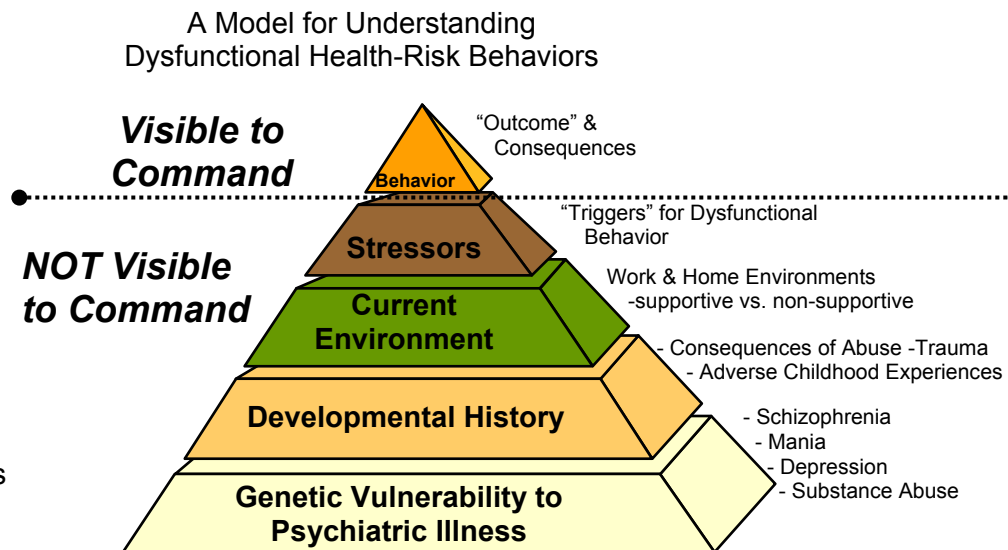 A Model for Understanding
Dysfunctional Health-Risk Behaviors
Visible to
Command
“Outcome” &
Consequences
Behavior
“Triggers” for Dysfunctional
Behavior
Stressors
NOT Visible
to Command
Work & Home Environments
-supportive vs. non-supportive
Current
Environment
- Consequences of Abuse -Trauma
- Adverse Childhood Experiences
Developmental History
- Schizophrenia
- Mania
- Depression
- Substance Abuse
s
Genetic Vulnerability to
Psychiatric Illness